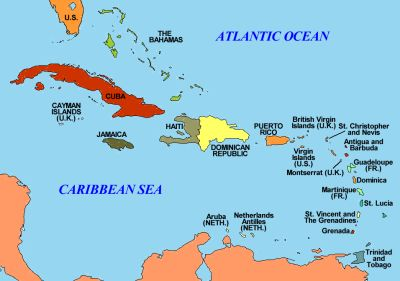 U.S.
THE
BAHAMAS
ATLANTIC OCEAN
CUBA
CAYMAN
ISLANDS
(U.K.)
JAMAICA
HAITI
DOMINICAN
REPUBLIC
PUERTO
RICO
British Virgin
Islands (U.K.)
St. Christopher
and Nevis
Virgin
Islands
(U.S.)
Antigua and
Barbuda
Montserrat (U.K.)
Guadeloupe
(FR.)
Dominica
Martinique
(FR.)
St. Lucia
CARIBBEAN SEA
Aruba
(NETH.)
Netherlands
Antilles
(NETH.)
St. Vincent and
The Grenadines
Grenada
Trinidad
and
Tobago